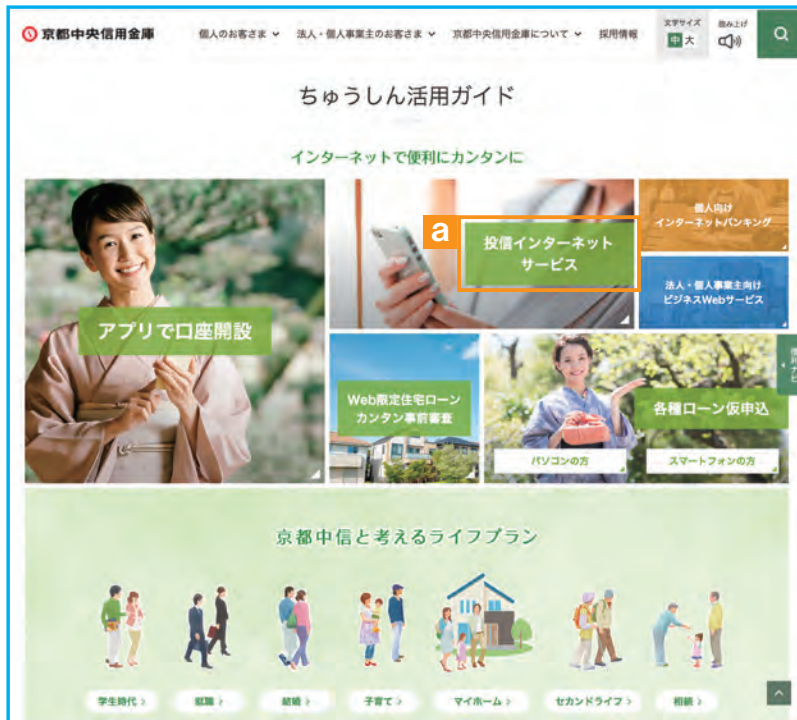 京都中央信用金庫
個人のお客さま
法人・個人事業主のお客さま
京都中央信用金庫について
採用情報
文字サイズ
中 大
読み上げ
ちゅうしん活用ガイド
インターネットで便利にカンタンに
アプリで口座開設
a
投信インターネット
サービス
個人向け
インターネットバンキング
法人・個人事業主向け
ビジネスWebサービス
便利ナビ
Web限定住宅ローン
カンタン事前審査
各種ローン仮申込
パソコンの方
スマートフォンの方
京都中信と考えるライフプラン
学生時代
就職
結婚
子育て
マイホーム
セカンドライフ
相続